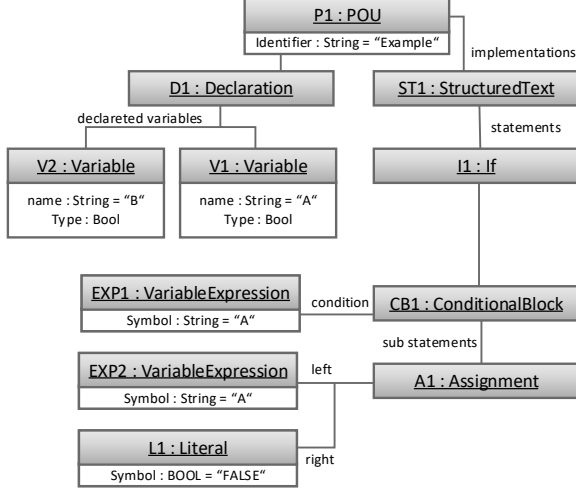 P1 : POU
Identifier : String = “Example“
implementations
D1 : Declaration
ST1 : StructuredText
declareted variables
statements
V2 : Variable
name : String = “B“
Type : Bool
V1 : Variable
name : String = “A“
Type : Bool
I1 : If
EXP1 : VariableExpression
Symbol : String = “A“
condition
CB1 : ConditionalBlock
sub statements
EXP2 : VariableExpression
Symbol : String = “A“
left
A1 : Assignment
L1 : Literal
Symbol : BOOL = “FALSE“
right